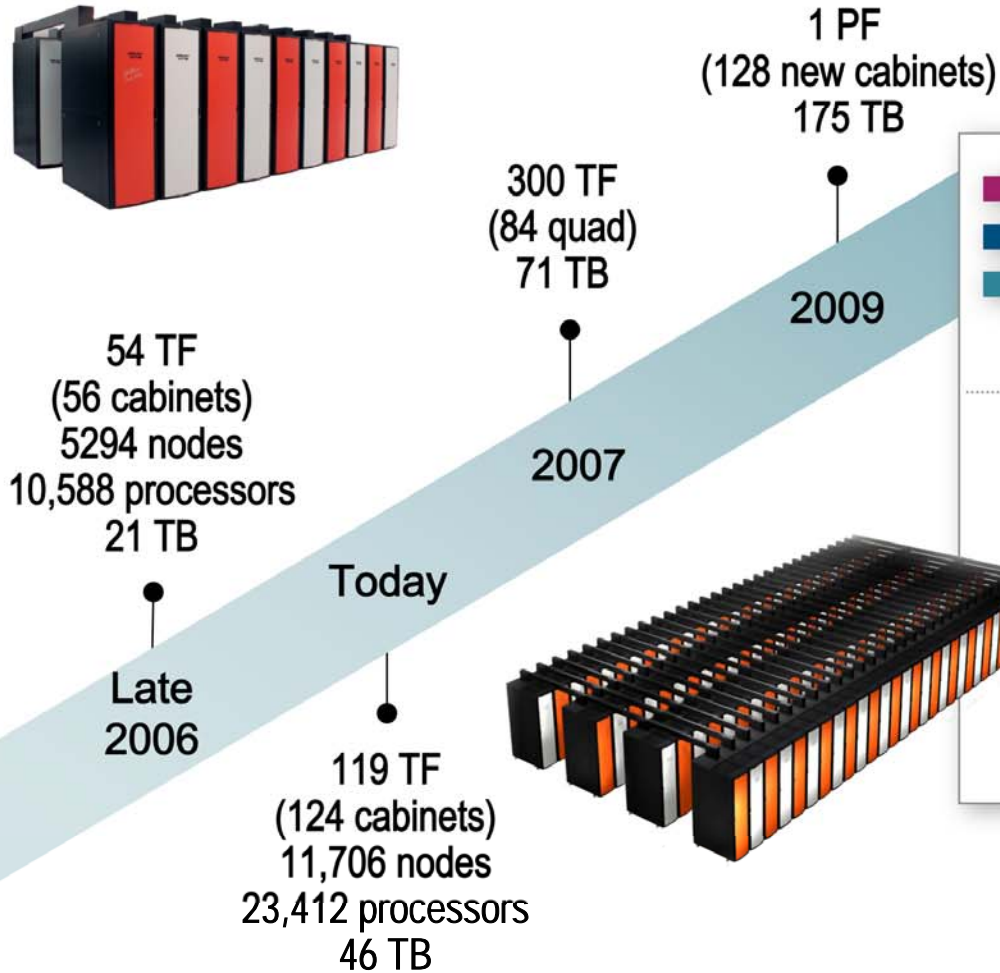 1 PF
(128 new cabinets)
175 TB
300 TF
(84 quad)
71 TB
2009
54 TF
(56 cabinets)
5294 nodes
10,588 processors
21 TB
2007
Today
Late
2006
119 TF
(124 cabinets)
11,706 nodes
23,412 processors
46 TB